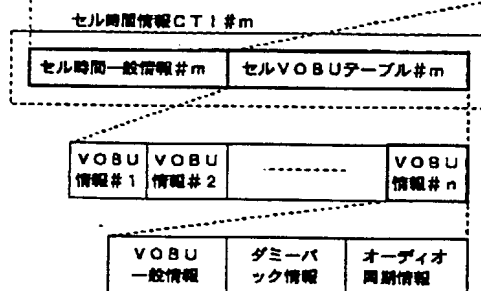 セル時間情報CTI#m
セル時間一般情報#m
セルVOBUテーブル#m
VOBU
情報#1
VOBU
情報#2
VOBU
情報#n
VOBU
一般情報
ダミーパ
ック情報
オーディオ
同期情報